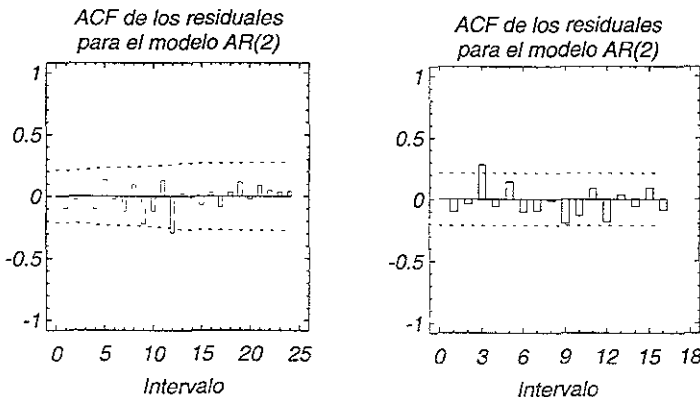 ACF de los residuales
para el modelo AR(2)
1
0.5
0
-0.5
-1
0 5 10 15 20 25
Intervalo
ACF de los residuales
para el modelo AR(2)
1
0.5
0
-0.5
-1
0 3 6 9 12 15 18
Intervalo